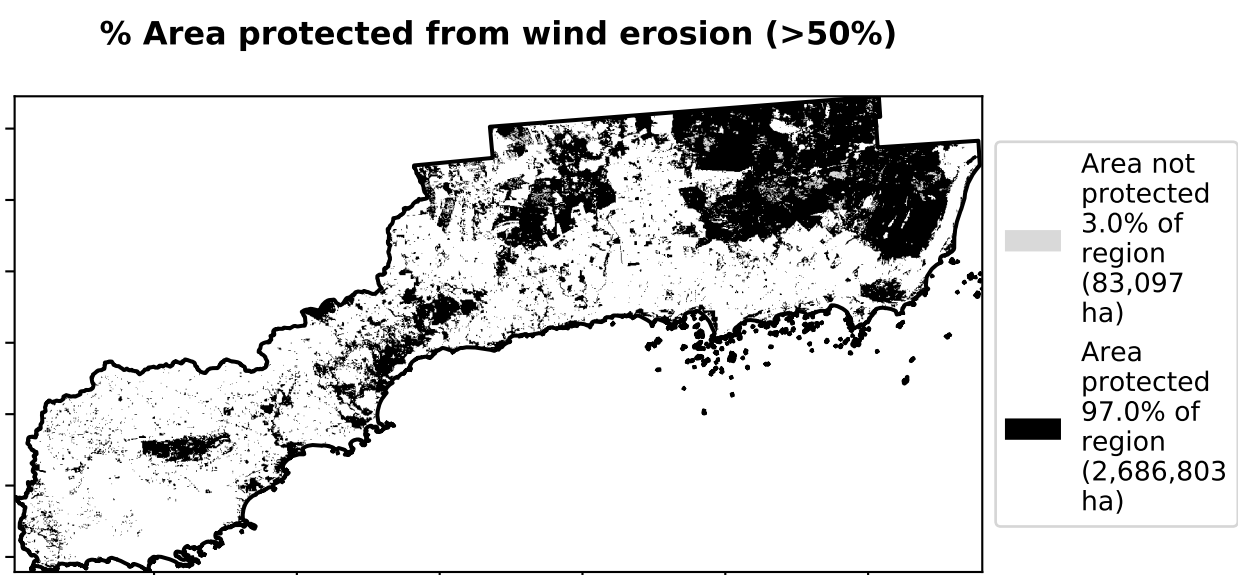 % Area protected from wind erosion (>50%)
Area not
protected
3.0% of
region
(83,097
ha)
Area
protected
97.0% of
region
(2,686,803
ha)